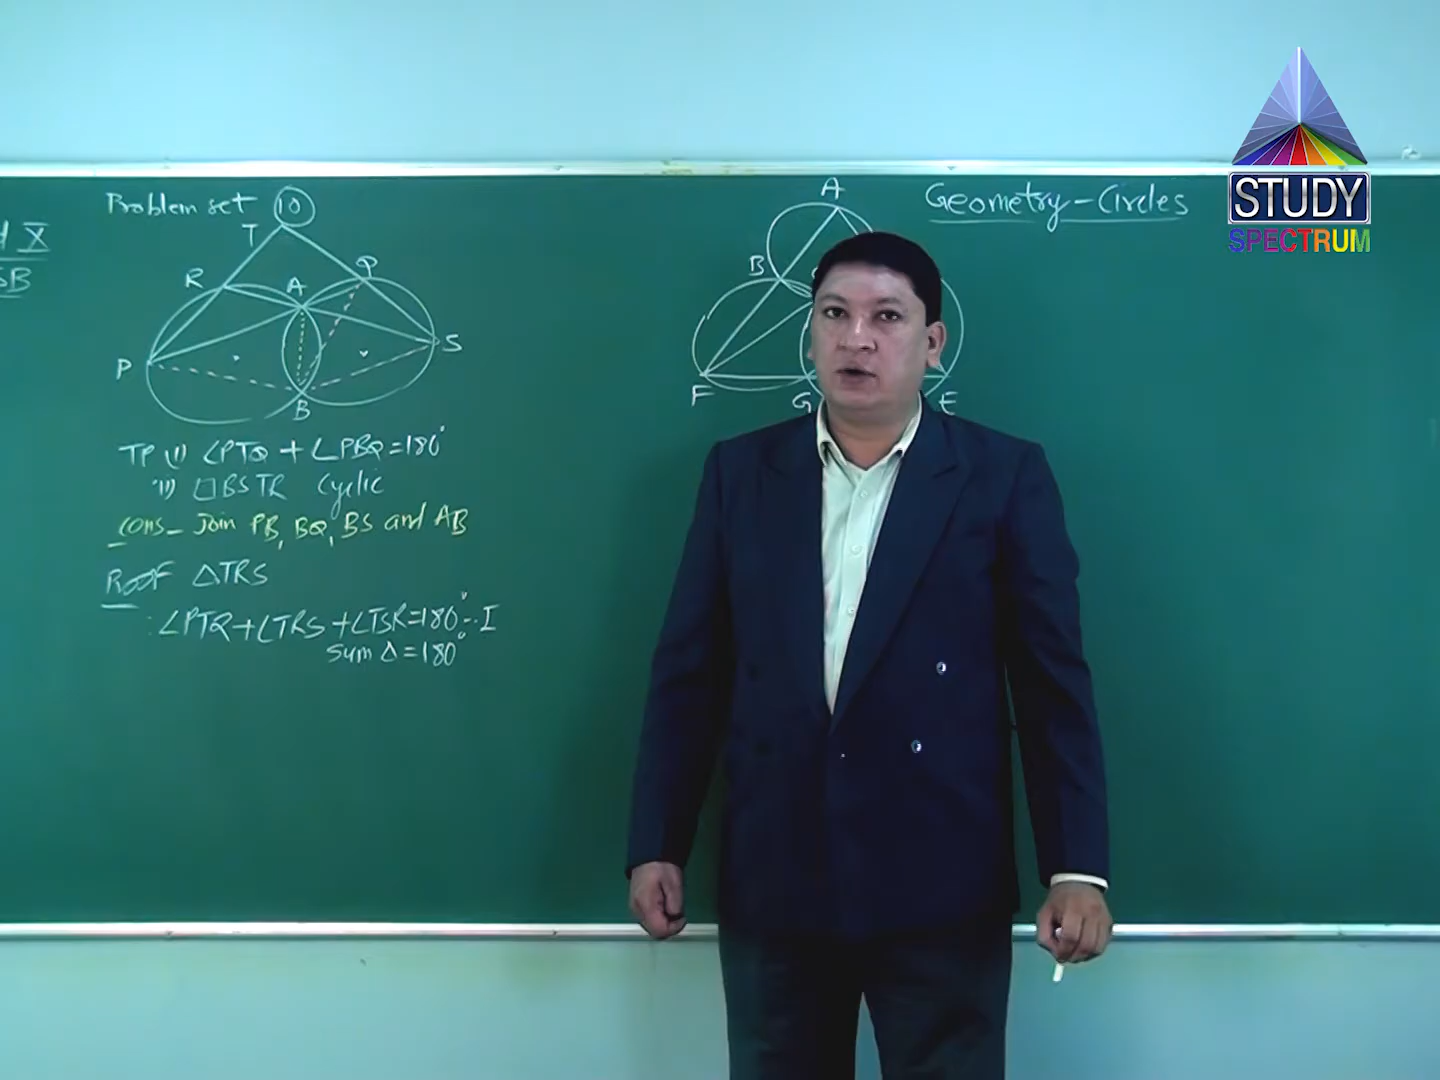 Problem set 10
T
R
A
Q
P
S
B
TP (i) ∠PTQ + ∠PBQ = 180°
(ii) □BSTR cyclic
Cons - Join PB, BQ, BS and AB
Proof △TRS
∠PTQ + ∠TRS + ∠TSR = 180° .. I
Sum △ = 180°
X
SB
A
B
F
G
E
Geometry - Circles
STUDY
SPECTRUM